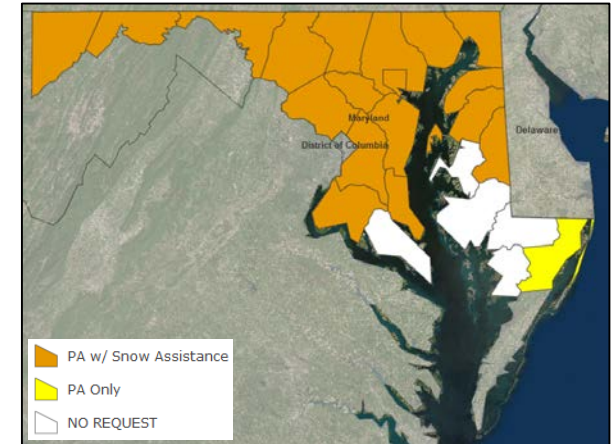 Maryland
Delaware
District of Columbia
PA w/ Snow Assistance
PA Only
NO REQUEST